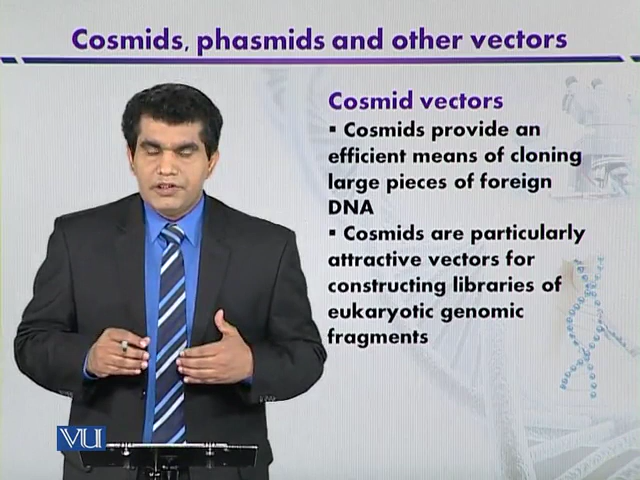 Cosmids, phasmids and other vectors
Cosmid vectors
▪ Cosmids provide an
efficient means of cloning
large pieces of foreign
DNA
▪ Cosmids are particularly
attractive vectors for
constructing libraries of
eukaryotic genomic
fragments
VU